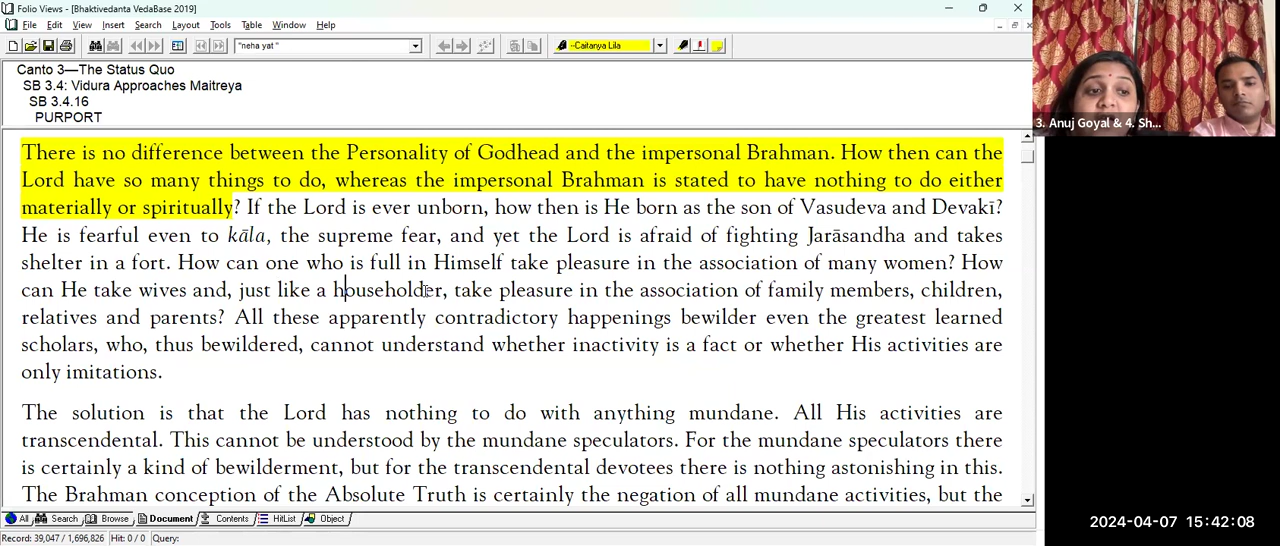 Folio Views - [Bhaktivedanta VedaBase 2019]
File Edit View Insert Search Layout Tools Table Window Help
"neha yat "
--Caitanya Lila
Canto 3—The Status Quo
SB 3.4: Vidura Approaches Maitreya
SB 3.4.16
PURPORT
There is no difference between the Personality of Godhead and the impersonal Brahman. How then can the
Lord have so many things to do, whereas the impersonal Brahman is stated to have nothing to do either
materially or spiritually? If the Lord is ever unborn, how then is He born as the son of Vasudeva and Devakī?
He is fearful even to kāla, the supreme fear, and yet the Lord is afraid of fighting Jarāsandha and takes
shelter in a fort. How can one who is full in Himself take pleasure in the association of many women? How
can He take wives and, just like a householder, take pleasure in the association of family members, children,
relatives and parents? All these apparently contradictory happenings bewilder even the greatest learned
scholars, who, thus bewildered, cannot understand whether inactivity is a fact or whether His activities are
only imitations.
The solution is that the Lord has nothing to do with anything mundane. All His activities are
transcendental. This cannot be understood by the mundane speculators. For the mundane speculators there
is certainly a kind of bewilderment, but for the transcendental devotees there is nothing astonishing in this.
The Brahman conception of the Absolute Truth is certainly the negation of all mundane activities, but the
All Search Browse Document Contents HitList Object
Record: 39,047 / 1,696,826 Hit: 0 / 0 Query:
3. Anuj Goyal & 4. Sh...
2024-04-07 15:42:08